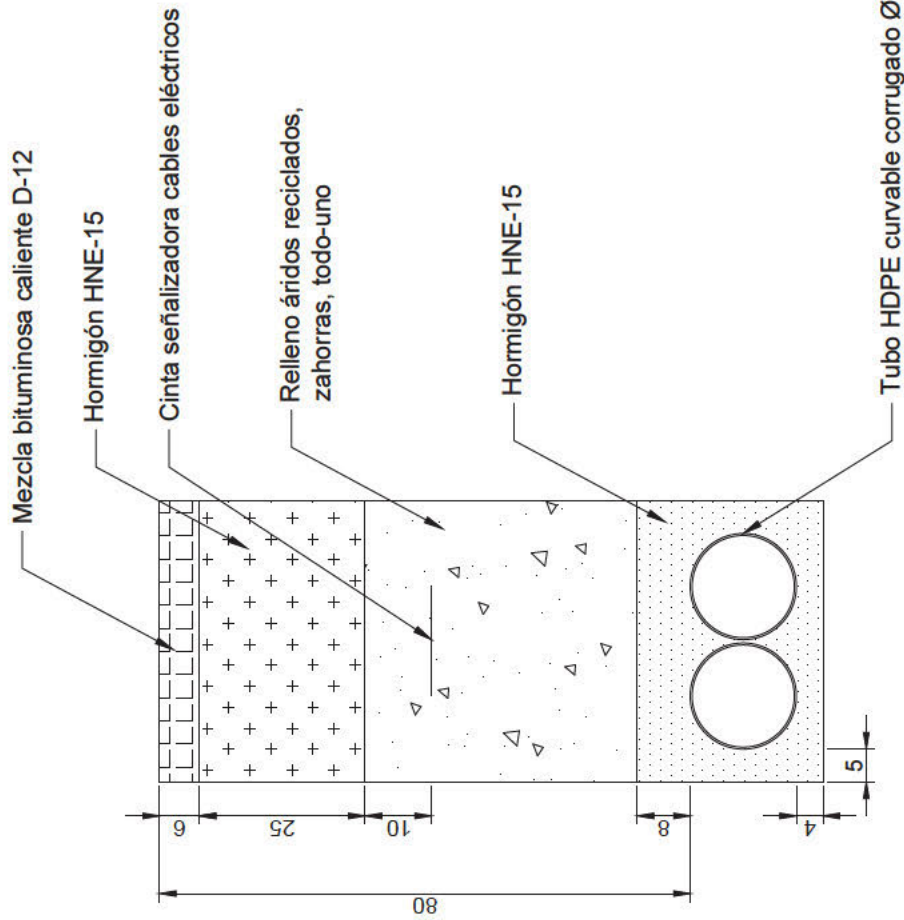 Mezcla bituminosa caliente D-12
Hormigón HNE-15
Cinta señalizadora cables eléctricos
Relleno áridos reciclados,
zahorras, todo-uno
Hormigón HNE-15
Tubo HDPE curvable corrugado Ø
6
25
10
8
4
80
5